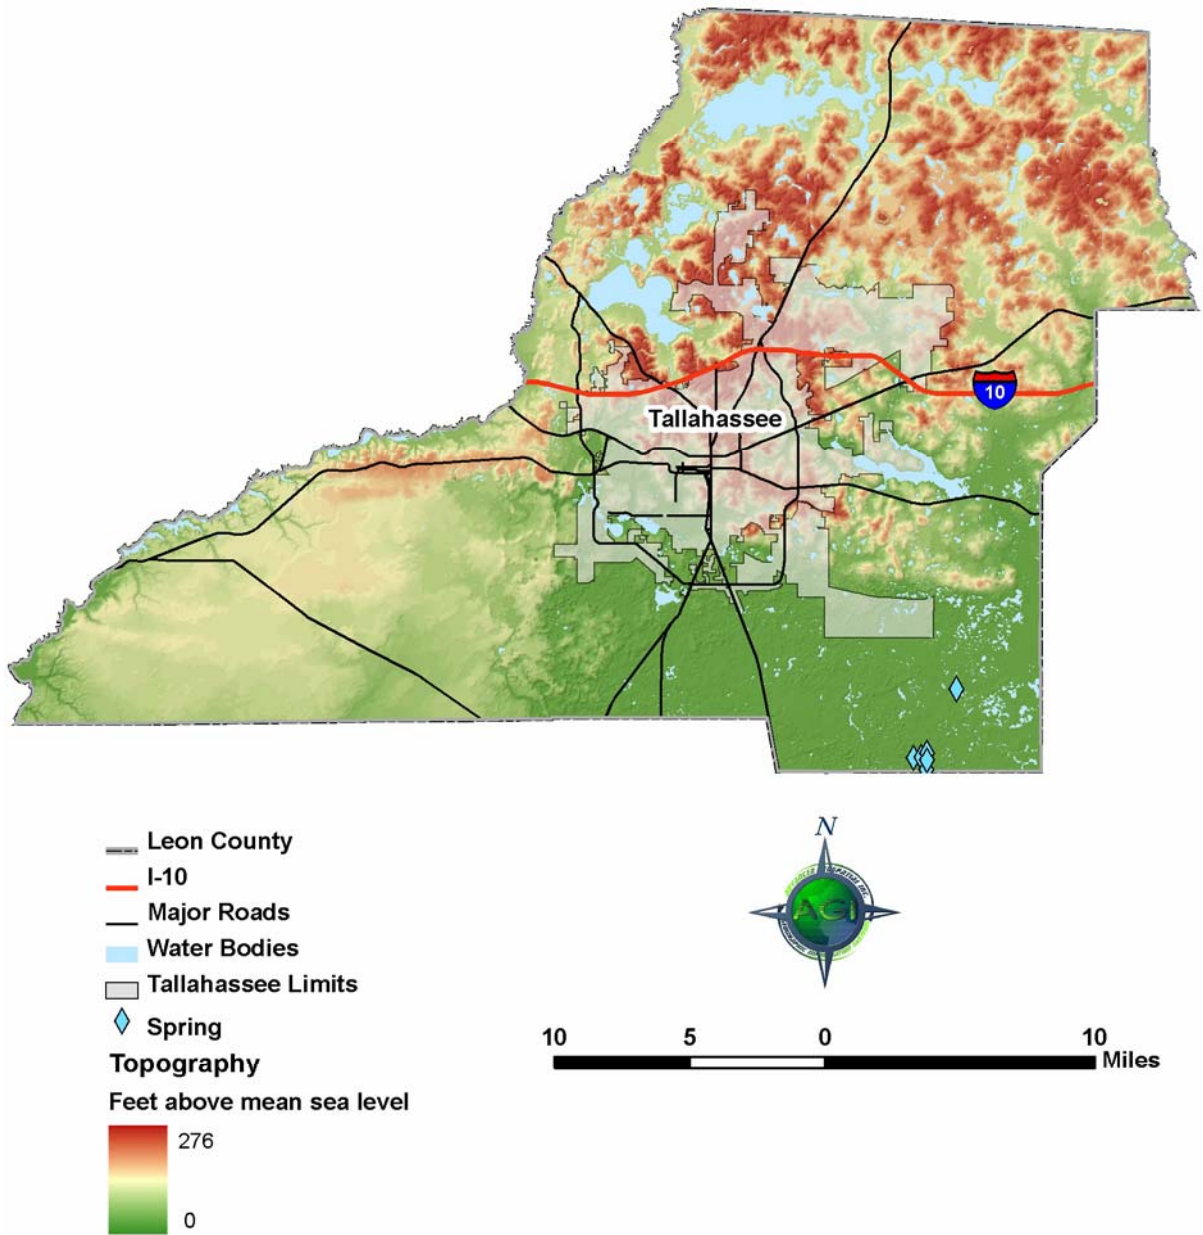 10
Tallahassee
Leon County
I-10
Major Roads
Water Bodies
Tallahassee Limits
Spring
Topography
Feet above mean sea level
276
0
N
AGI
10 5 0 10
Miles